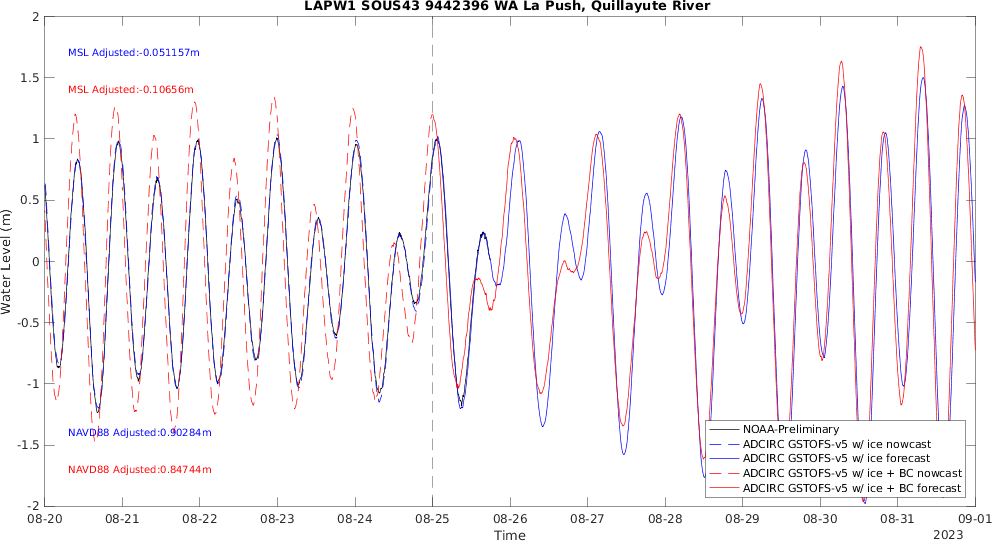 LAPW1 SOUS43 9442396 WA La Push, Quillayute River
2
1.5
1
0.5
0
-0.5
-1
-1.5
-2
Water Level (m)
MSL Adjusted:-0.051157m
MSL Adjusted:-0.10656m
NAVD88 Adjusted:0.90284m
NAVD88 Adjusted:0.84744m
NOAA-Preliminary
ADCIRC GSTOFS-v5 w/ ice nowcast
ADCIRC GSTOFS-v5 w/ ice forecast
ADCIRC GSTOFS-v5 w/ ice + BC nowcast
ADCIRC GSTOFS-v5 w/ ice + BC forecast
08-20 08-21 08-22 08-23 08-24 08-25 08-26 08-27 08-28 08-29 08-30 08-31 09-01
Time
2023